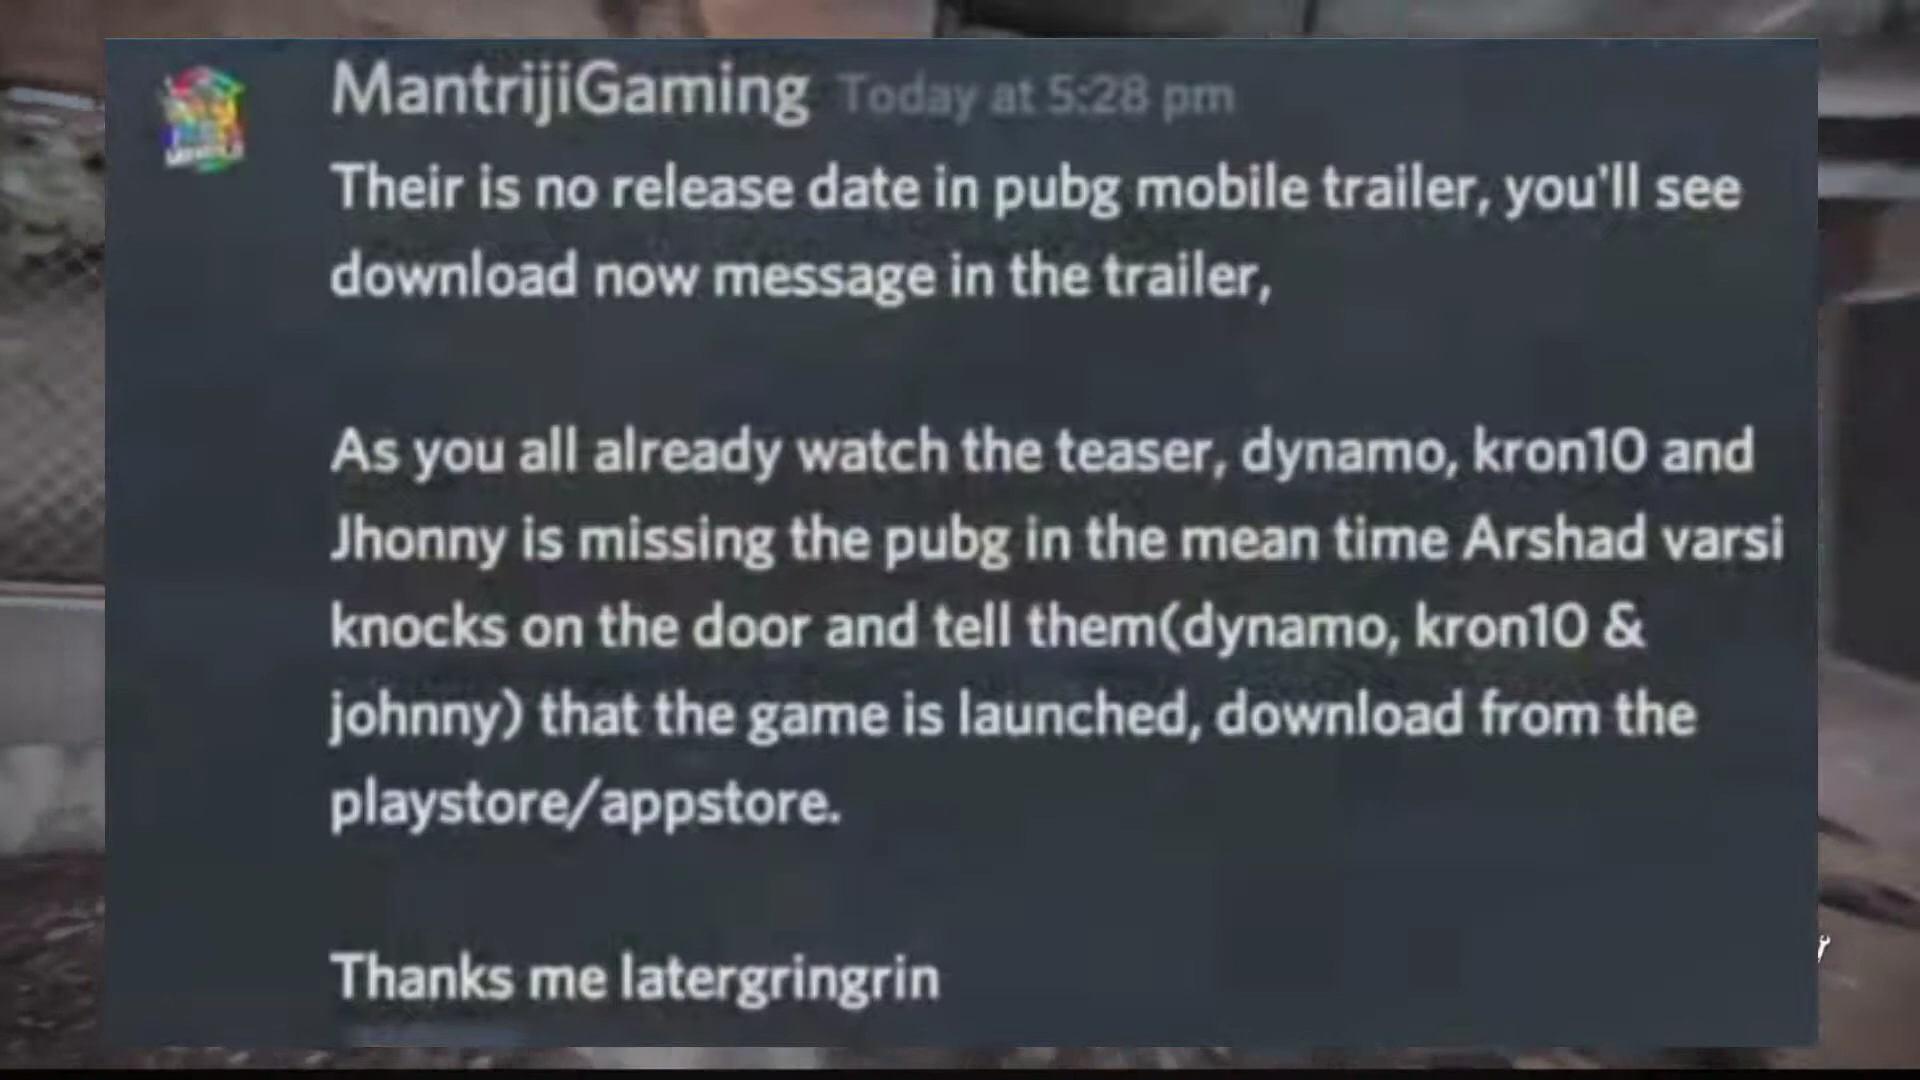 MantrijiGaming Today at 5:28 pm
Their is no release date in pubg mobile trailer, you'll see
download now message in the trailer,
As you all already watch the teaser, dynamo, kron10 and
Jhonny is missing the pubg in the mean time Arshad varsi
knocks on the door and tell them(dynamo, kron10 &
johnny) that the game is launched, download from the
playstore/appstore.
Thanks me latergringrin